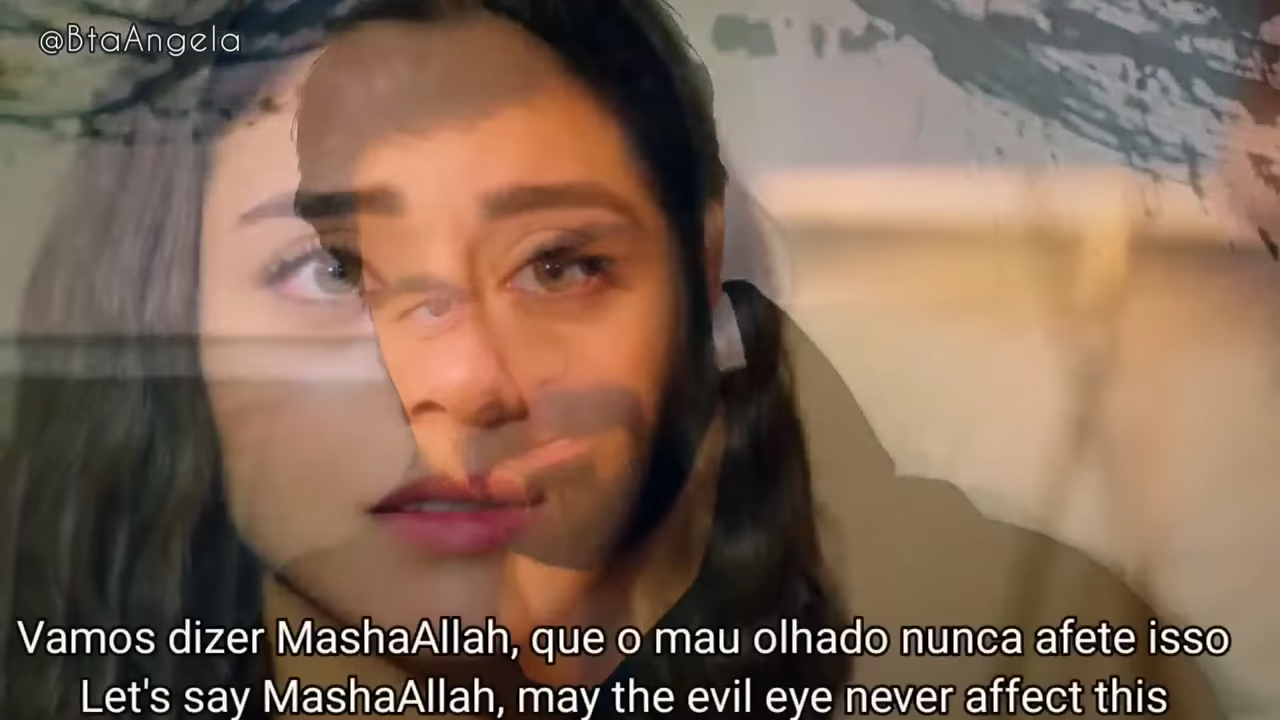 @BtaAngela
Vamos dizer MashaAllah, que o mau olhado nunca afete isso
Let's say MashaAllah, may the evil eye never affect this